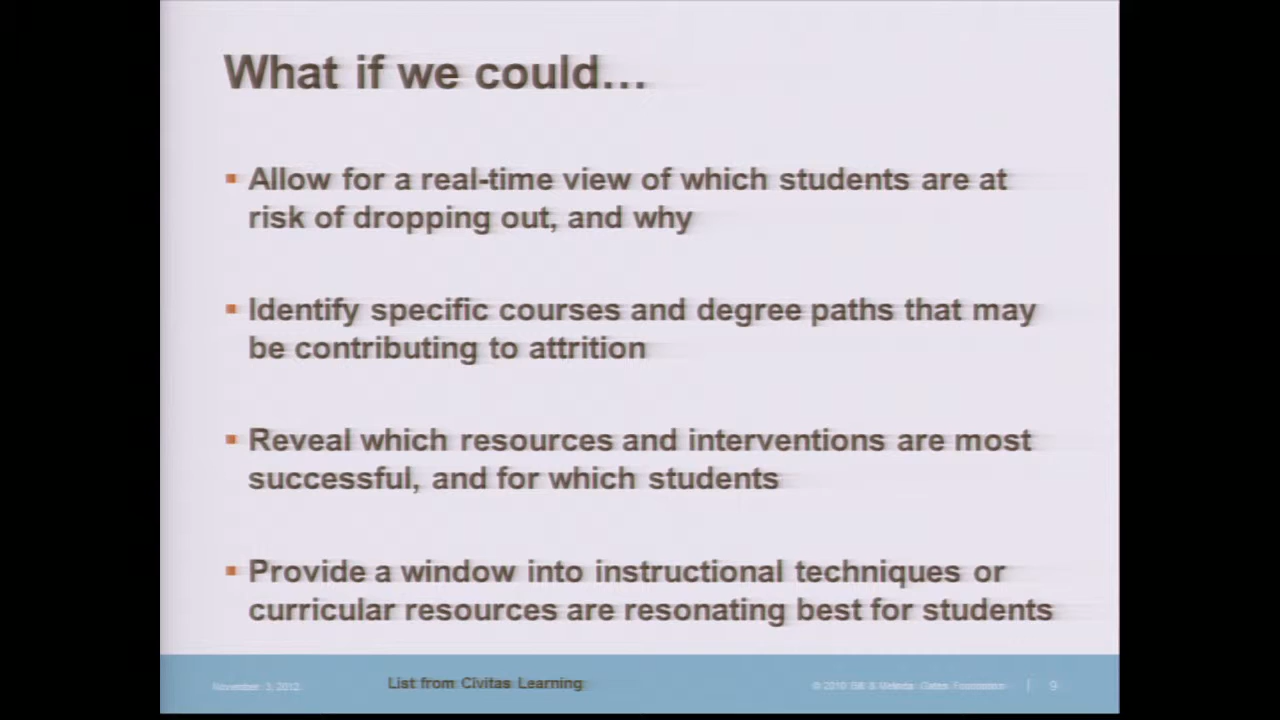 What if we could…
▪ Allow for a real-time view of which students are at
risk of dropping out, and why
▪ Identify specific courses and degree paths that may
be contributing to attrition
▪ Reveal which resources and interventions are most
successful, and for which students
▪ Provide a window into instructional techniques or
curricular resources are resonating best for students
November 3, 2012
List from Civitas Learning
© 2010 Bill & Melinda Gates Foundation | 9